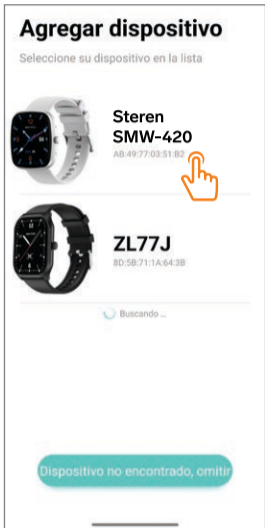 Agregar dispositivo
Seleccione su dispositivo en la lista
Steren
SMW-420
AB:49:77:03:51:B2
ZL77J
8D:5B:71:1A:64:3B
Buscando ...
Dispositivo no encontrado, omitir